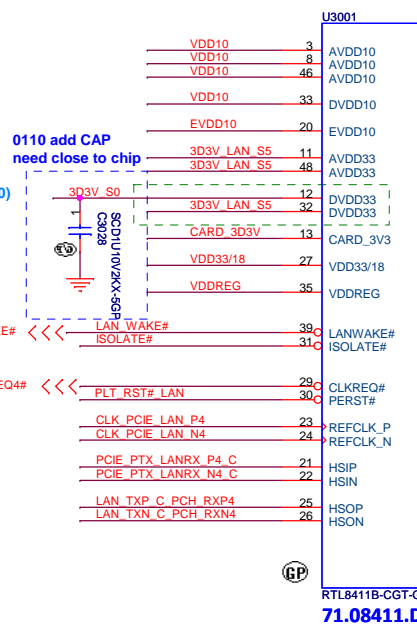 U3001
VDD10 3 AVDD10
VDD10 8 AVDD10
VDD10 46 AVDD10
VDD10 33 DVDD10
EVDD10 20 EVDD10
0110 add CAP
need close to chip
3D3V_LAN_S5 11 AVDD33
3D3V_LAN_S5 48 AVDD33
0)
3D3V_S0 12 DVDD33
3D3V_LAN_S5 32 DVDD33
1
C3028
SCD1U10V2KX-5GP
CARD_3D3V 13 CARD_3V3
VDD33/18 27 VDD33/18
VDDREG 35 VDDREG
E# LAN_WAKE# 39 LANWAKE#
ISOLATE# 31 ISOLATE#
EQ4# 29 CLKREQ#
PLT_RST#_LAN 30 PERST#
CLK_PCIE_LAN_P4 23 REFCLK_P
CLK_PCIE_LAN_N4 24 REFCLK_N
PCIE_PTX_LANRX_P4_C 21 HSIP
PCIE_PTX_LANRX_N4_C 22 HSIN
LAN_TXP_C_PCH_RXP4 25 HSOP
LAN_TXN_C_PCH_RXN4 26 HSON
GP
RTL8411B-CGT-G
71.08411.D